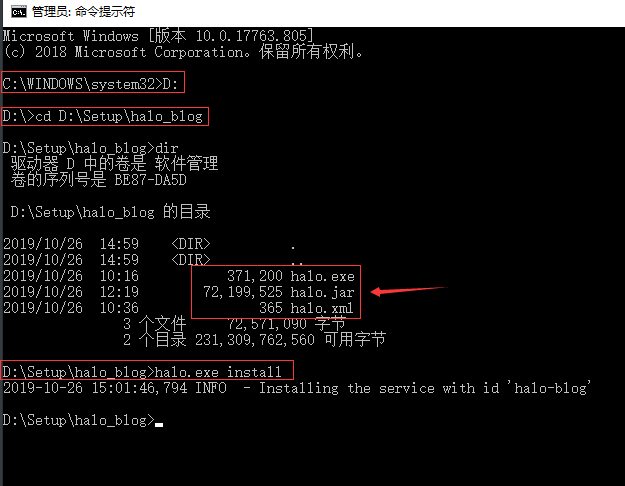 管理员: 命令提示符
Microsoft Windows [版本 10.0.17763.805]
(c) 2018 Microsoft Corporation。保留所有权利。
C:\WINDOWS\system32>D:
D:\>cd D:\Setup\halo_blog
D:\Setup\halo_blog>dir
驱动器 D 中的卷是 软件管理
卷的序列号是 BE87-DA5D
D:\Setup\halo_blog 的目录
2019/10/26  14:59    <DIR>          .
2019/10/26  14:59    <DIR>          ..
2019/10/26  10:16           371,200 halo.exe
2019/10/26  12:19        72,199,525 halo.jar
2019/10/26  10:36               365 halo.xml
3 个文件     72,571,090 字节
2 个目录 231,309,762,560 可用字节
D:\Setup\halo_blog>halo.exe install
2019-10-26 15:01:46,794 INFO  - Installing the service with id 'halo-blog'
D:\Setup\halo_blog>